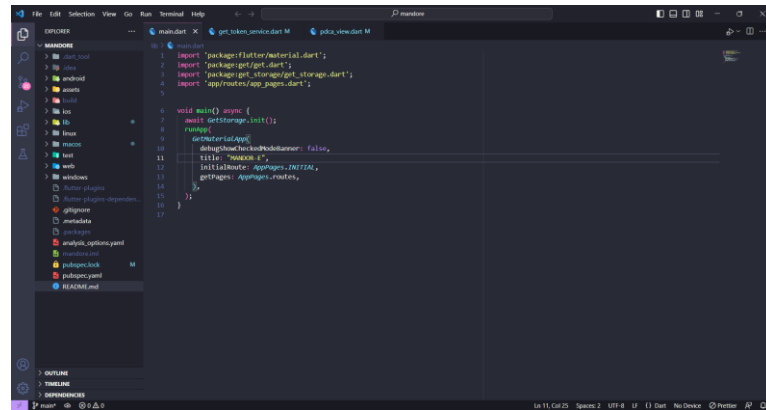 File Edit Selection View Go Run Terminal Help
mandore
EXPLORER
MANDORE
.dart_tool
.idea
android
assets
build
ios
lib
linux
macos
test
web
windows
.flutter-plugins
.flutter-plugins-dependen...
.gitignore
.metadata
.packages
analysis_options.yaml
mandore.iml
pubspec.lock M
pubspec.yaml
README.md
OUTLINE
TIMELINE
DEPENDENCIES
main.dart
get_token_service.dart M
pdca_view.dart M
lib > main.dart
1 import 'package:flutter/material.dart';
2 import 'package:get/get.dart';
3 import 'package:get_storage/get_storage.dart';
4 import 'app/routes/app_pages.dart';
5
6 void main() async {
7 await GetStorage.init();
8 runApp(
9 GetMaterialApp(
10 debugShowCheckedModeBanner: false,
11 title: "MANDOR-E",
12 initialRoute: AppPages.INITIAL,
13 getPages: AppPages.routes,
14 ),
15 );
16 }
17
main* 0 0 0
Ln 11, Col 25 Spaces: 2 UTF-8 LF {} Dart No Device Prettier